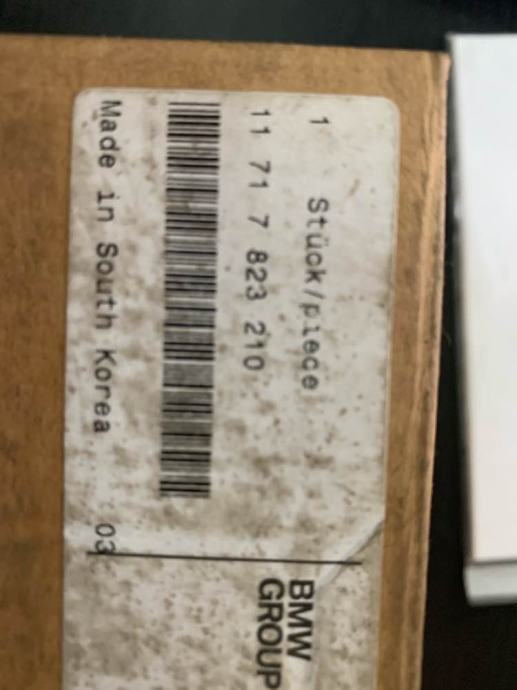 1 Stück/piece
11 71 7 823 210
Made in South Korea 03
BMW
GROUP